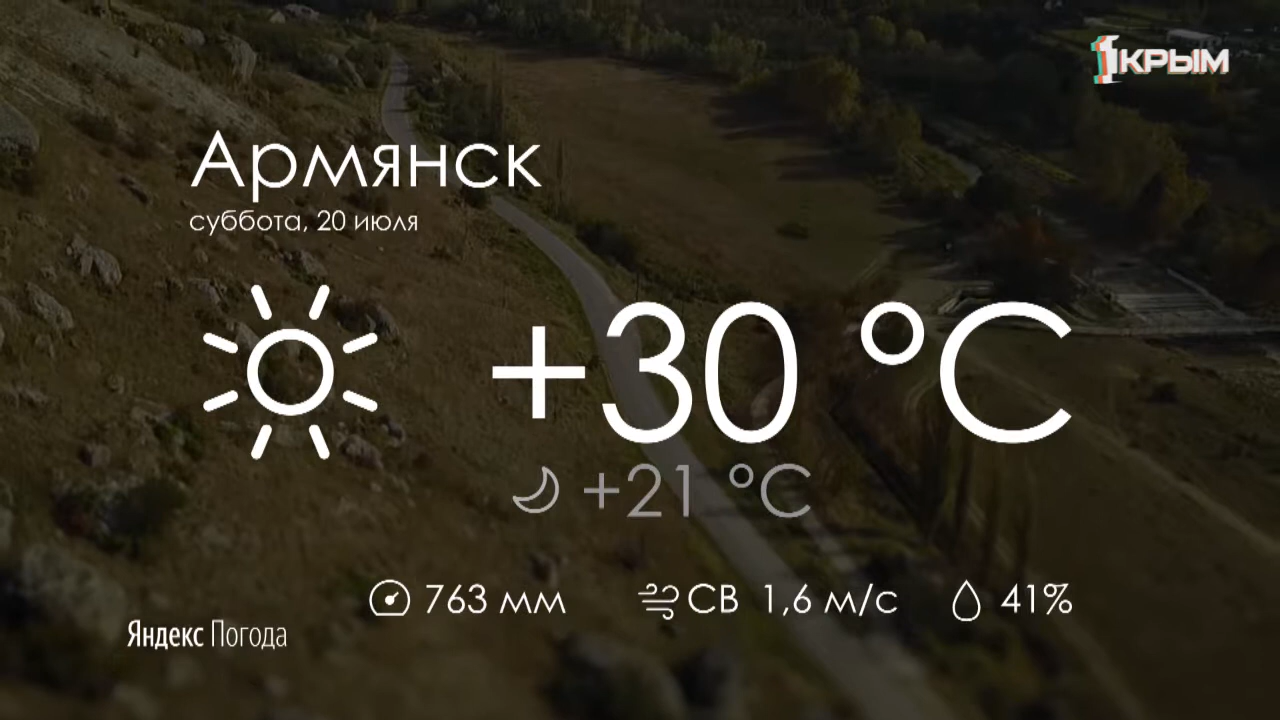 1КРЫМ
Армянск
суббота, 20 июля
+30 °C
+21 °C
763 мм СВ 1,6 м/с 41%
Яндекс Погода